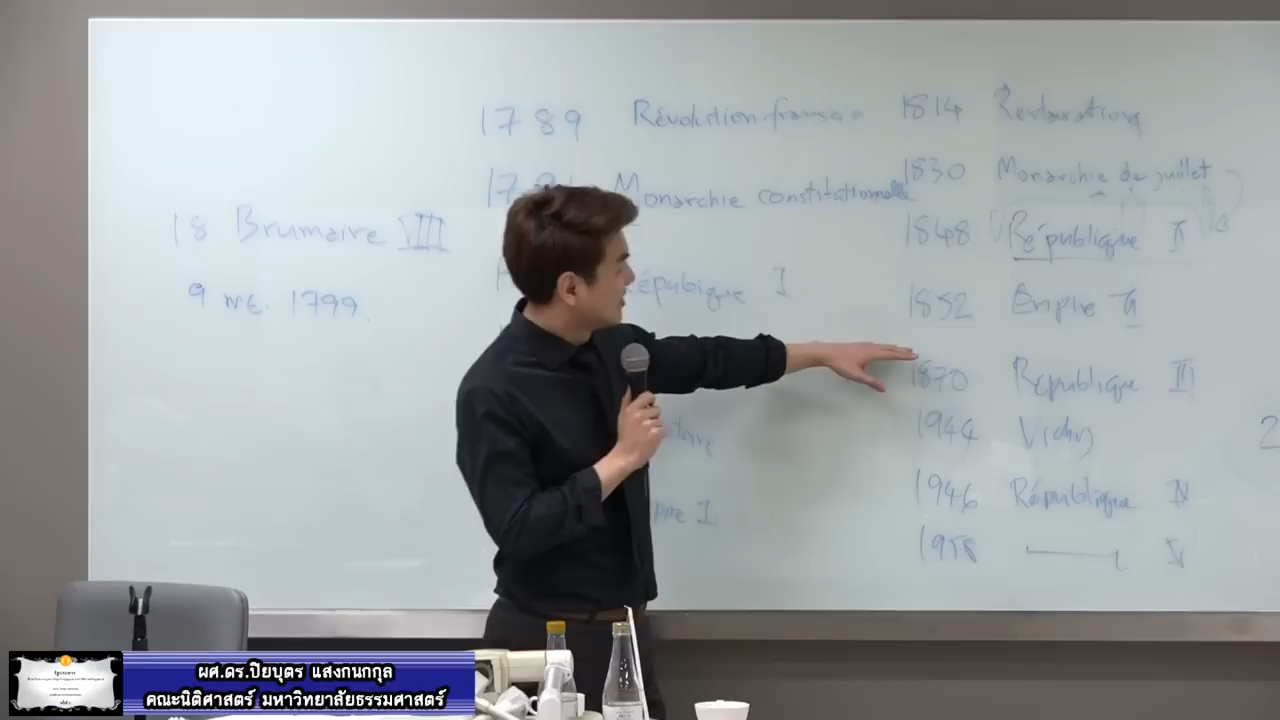 18 Brumaire VIII
9 พย. 1799.
1789 Révolution française
Monarchie constitutionnelle
République I
1814 Restauration
1830 Monarchie de juillet
1848 République II
1852 Empire II
1870 République III
1944 Vichy
1946 République IV
1958 V
2
ผศ.ดร.ปิยบุตร แสงกนกกุล
คณะนิติศาสตร์ มหาวิทยาลัยธรรมศาสตร์